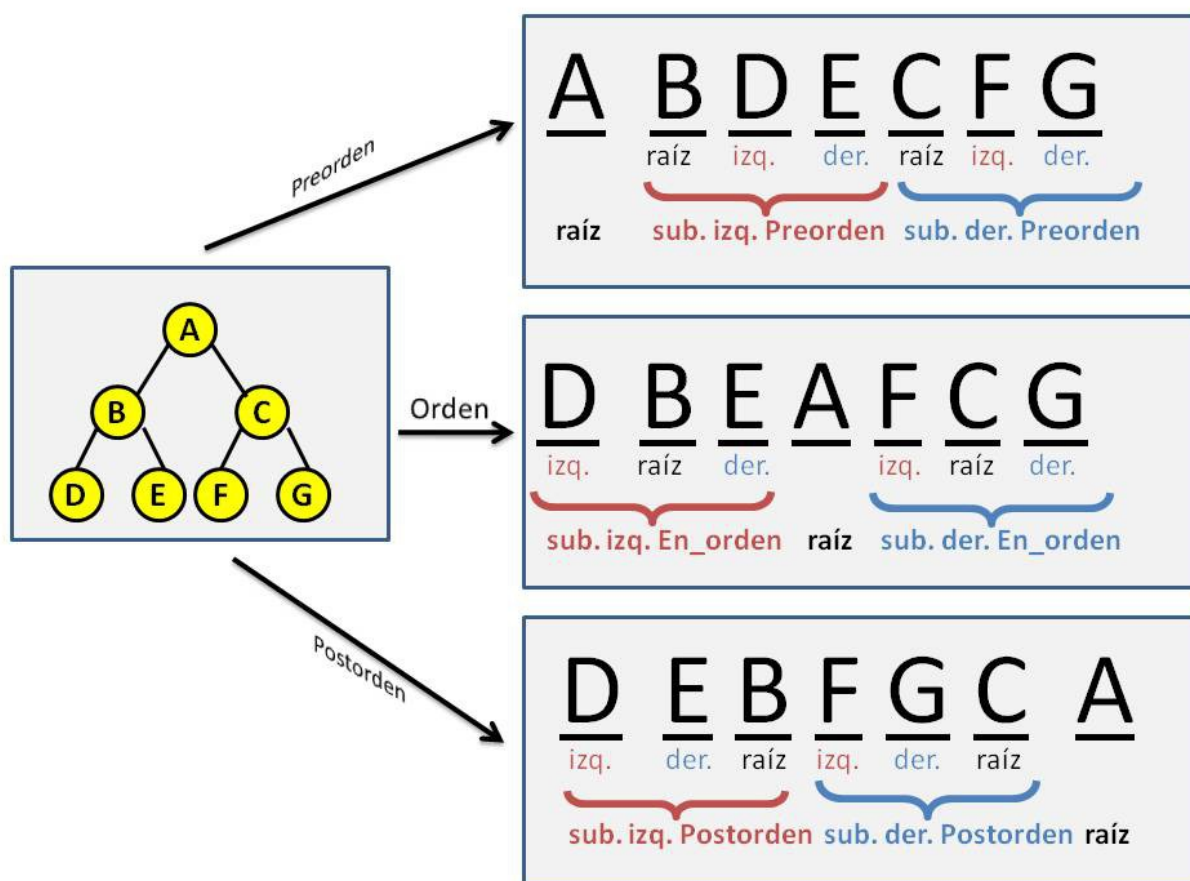 Preorden
A B D E C F G
raíz izq. der. raíz izq. der.
raíz sub. izq. Preorden sub. der. Preorden
A
B C
D E F G
Orden
D B E A F C G
izq. raíz der. izq. raíz der.
sub. izq. En_orden raíz sub. der. En_orden
Postorden
D E B F G C A
izq. der. raíz izq. der. raíz
sub. izq. Postorden sub. der. Postorden raíz